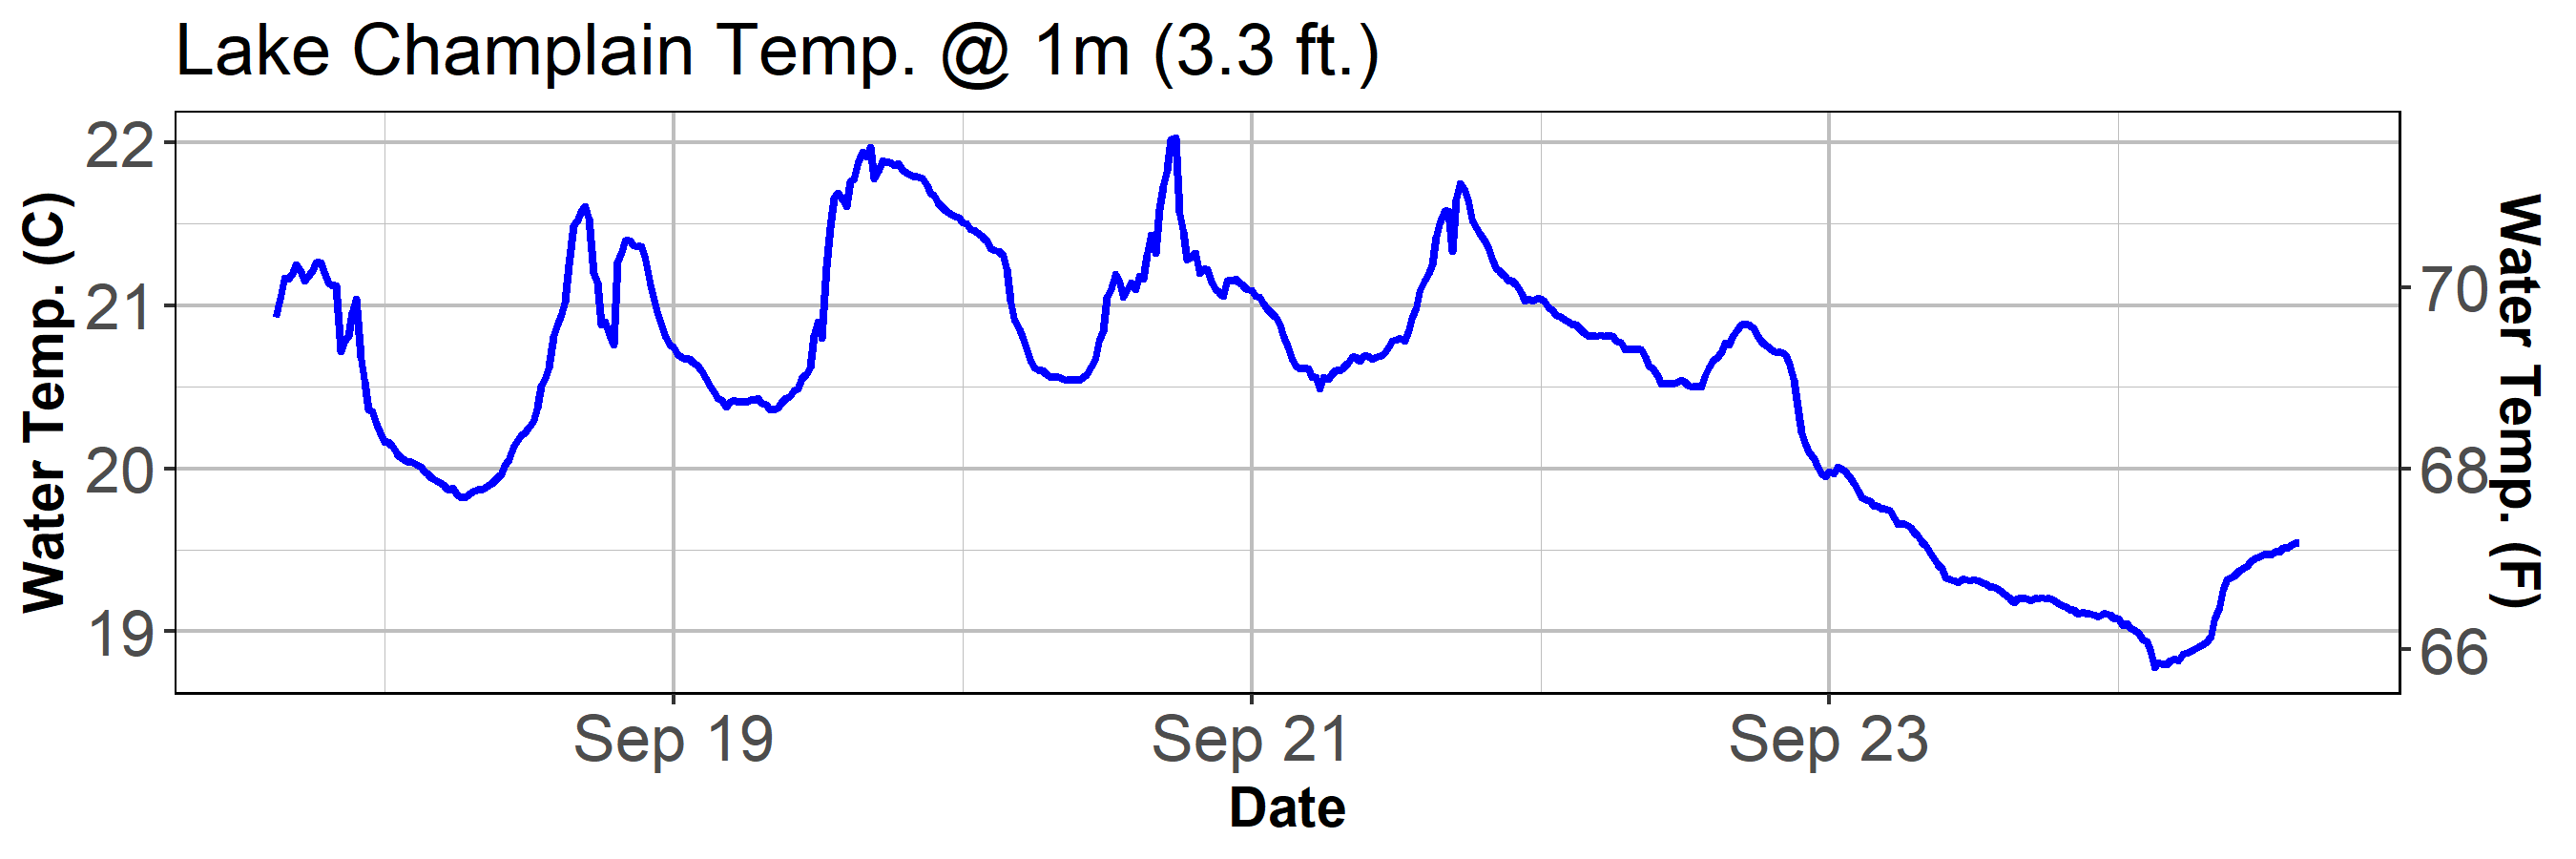 Lake Champlain Temp. @ 1m (3.3 ft.)
Water Temp. (C)
22
21
20
19
70
68
66
Water Temp. (F)
Sep 19
Sep 21
Sep 23
Date